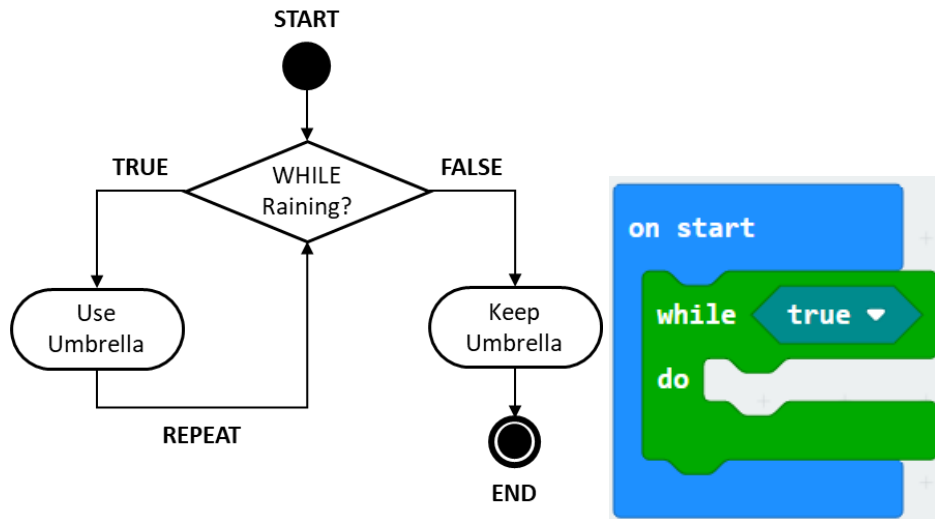 START
TRUE
WHILE
Raining?
FALSE
Use
Umbrella
Keep
Umbrella
REPEAT
END
on start
while true
do